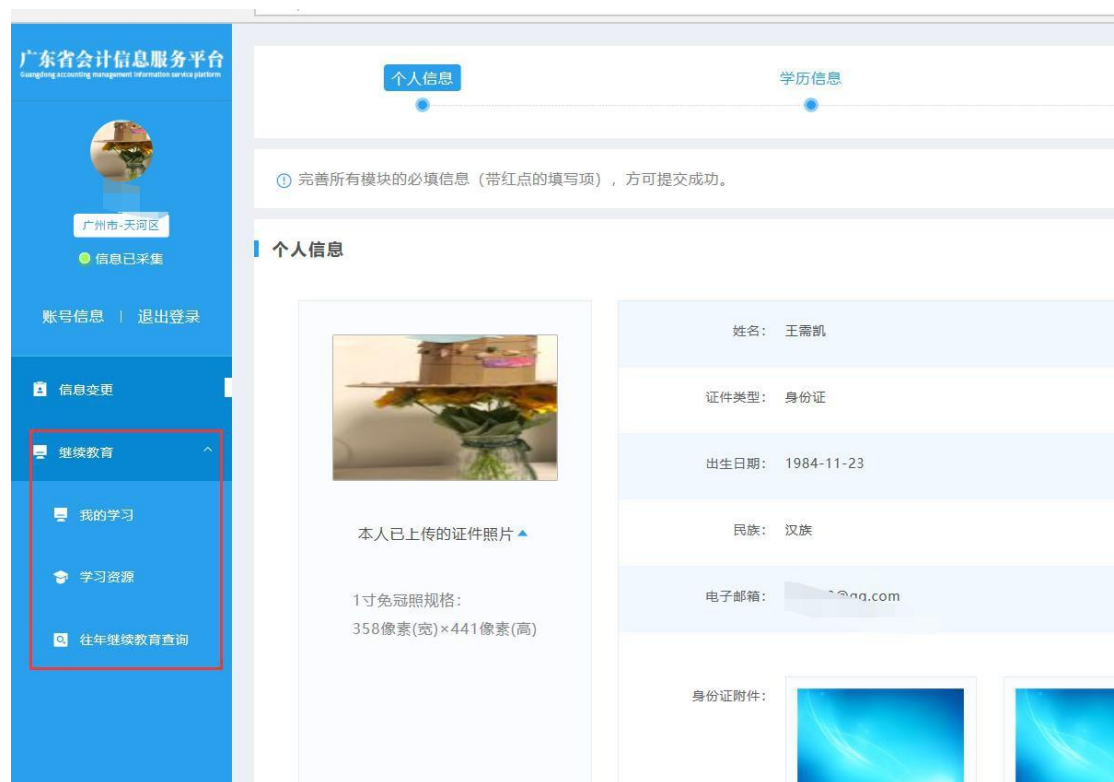 广东省会计信息服务平台
Guangdong accounting management information service platform
广州市-天河区
信息已采集
账号信息 | 退出登录
信息变更
继续教育
我的学习
学习资源
往年继续教育查询
个人信息
学历信息
完善所有模块的必填信息(带红点的填写项),方可提交成功。
个人信息
本人已上传的证件照片
1寸免冠照规格:
358像素(宽)×441像素(高)
姓名: 王需凯
证件类型: 身份证
出生日期: 1984-11-23
民族: 汉族
电子邮箱: @qq.com
身份证附件: